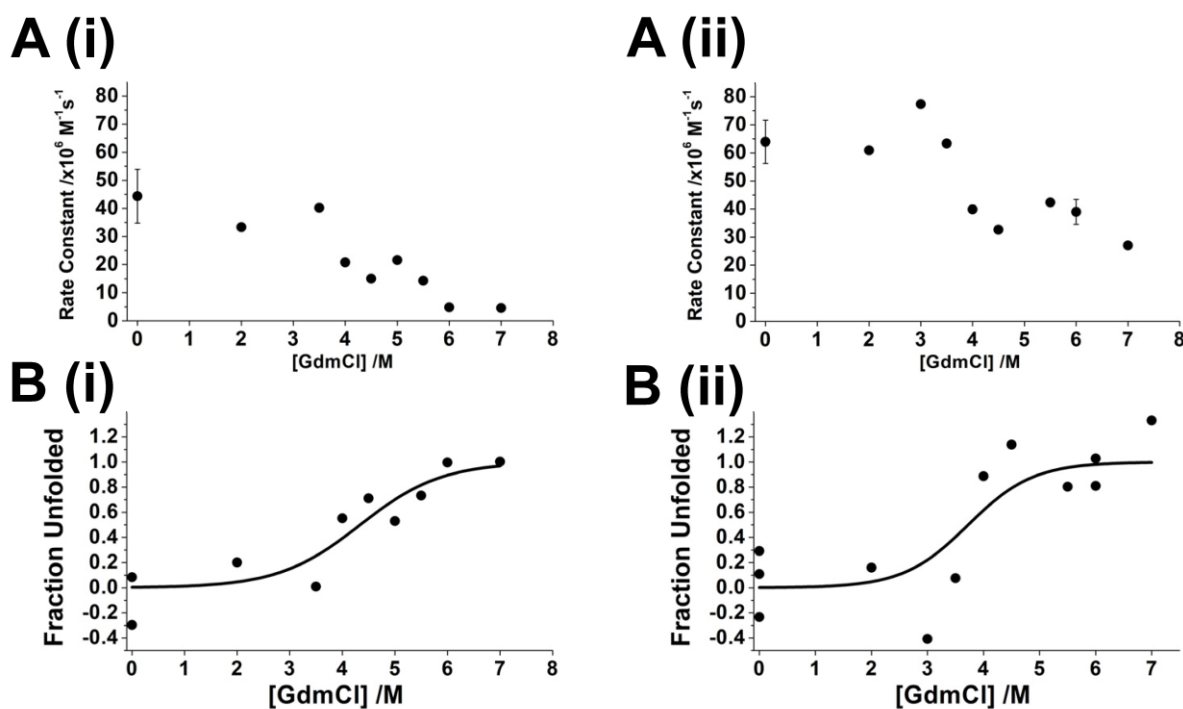 A (i)
Rate Constant /x10⁶ M⁻¹s⁻¹
80
70
60
50
40
30
20
10
0
0 1 2 3 4 5 6 7 8
[GdmCl] /M
A (ii)
Rate Constant /x10⁶ M⁻¹s⁻¹
80
70
60
50
40
30
20
10
0
0 1 2 3 4 5 6 7 8
[GdmCl] /M
B (i)
Fraction Unfolded
1.2
1.0
0.8
0.6
0.4
0.2
0.0
-0.2
-0.4
0 1 2 3 4 5 6 7
[GdmCl] /M
B (ii)
Fraction Unfolded
1.2
1.0
0.8
0.6
0.4
0.2
0.0
-0.2
-0.4
0 1 2 3 4 5 6 7
[GdmCl] /M